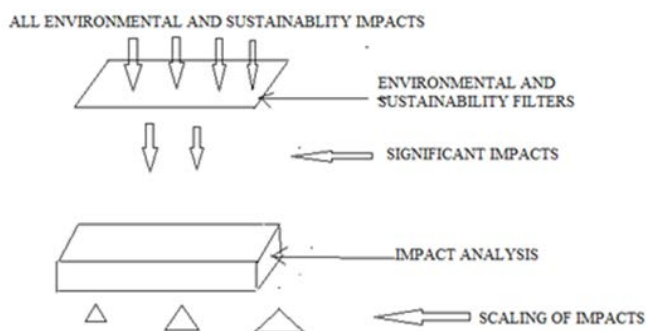 ALL ENVIRONMENTAL AND SUSTAINABLITY IMPACTS
ENVIRONMENTAL AND
SUSTAINABILITY FILTERS
SIGNIFICANT IMPACTS
IMPACT ANALYSIS
SCALING OF IMPACTS